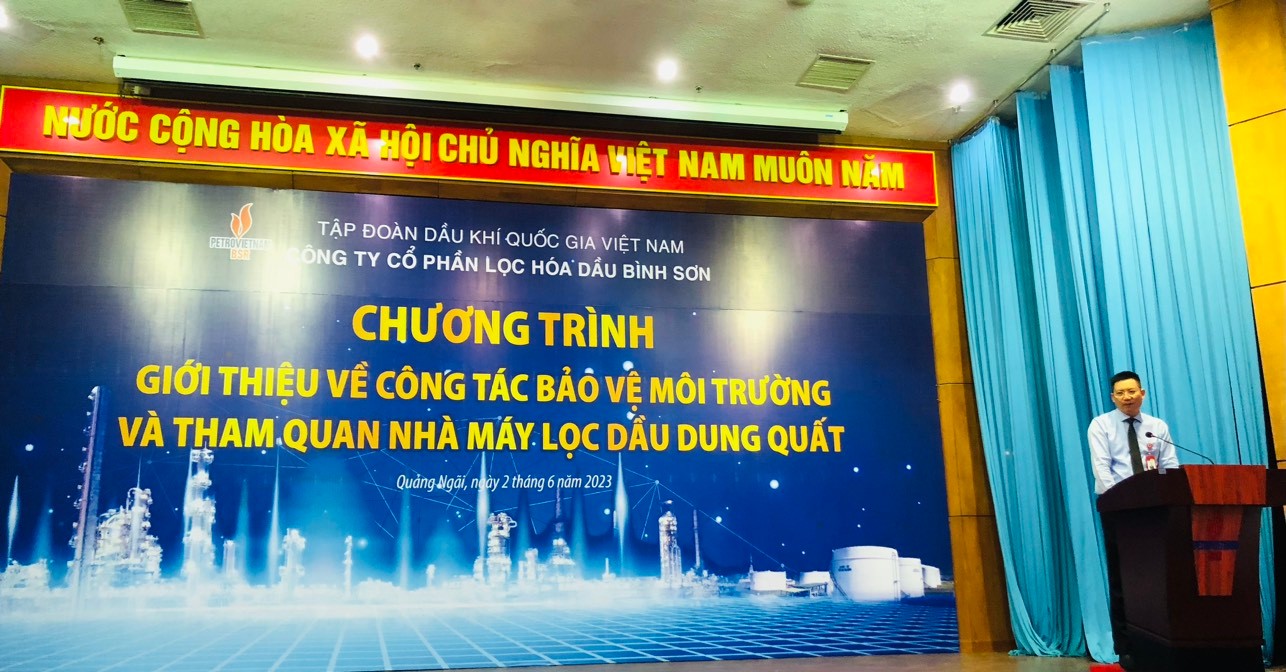 NƯỚC CỘNG HÒA XÃ HỘI CHỦ NGHĨA VIỆT NAM MUÔN NĂM
PETROVIETNAM
BSR
TẬP ĐOÀN DẦU KHÍ QUỐC GIA VIỆT NAM
CÔNG TY CỔ PHẦN LỌC HÓA DẦU BÌNH SƠN
CHƯƠNG TRÌNH
GIỚI THIỆU VỀ CÔNG TÁC BẢO VỆ MÔI TRƯỜNG
VÀ THAM QUAN NHÀ MÁY LỌC DẦU DUNG QUẤT
Quảng Ngãi, ngày 2 tháng 6 năm 2023